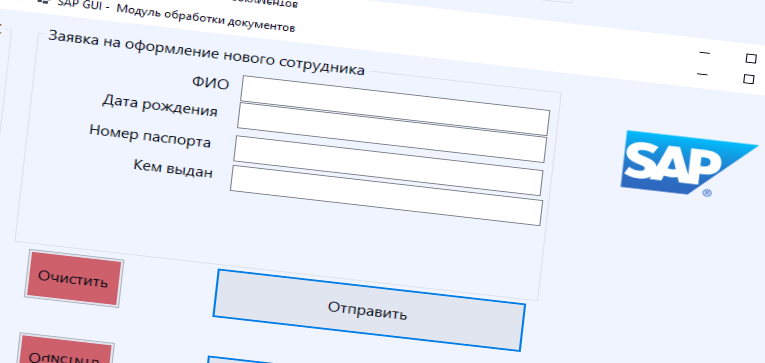 SAP GUI - Модуль обработки документов
Заявка на оформление нового сотрудника
ФИО
Дата рождения
Номер паспорта
Кем выдан
SAP
®
Очистить
Отправить
Очистить